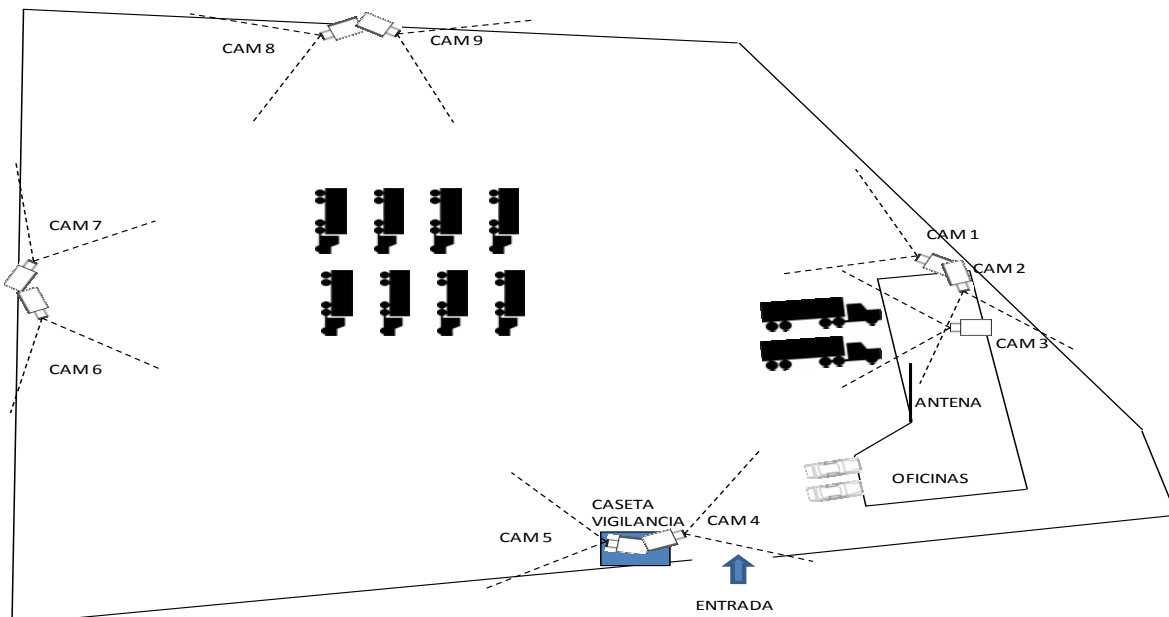 CAM 8
CAM 9
CAM 7
CAM 1
CAM 2
CAM 3
CAM 6
ANTENA
OFICINAS
CASETA
VIGILANCIA
CAM 4
CAM 5
ENTRADA